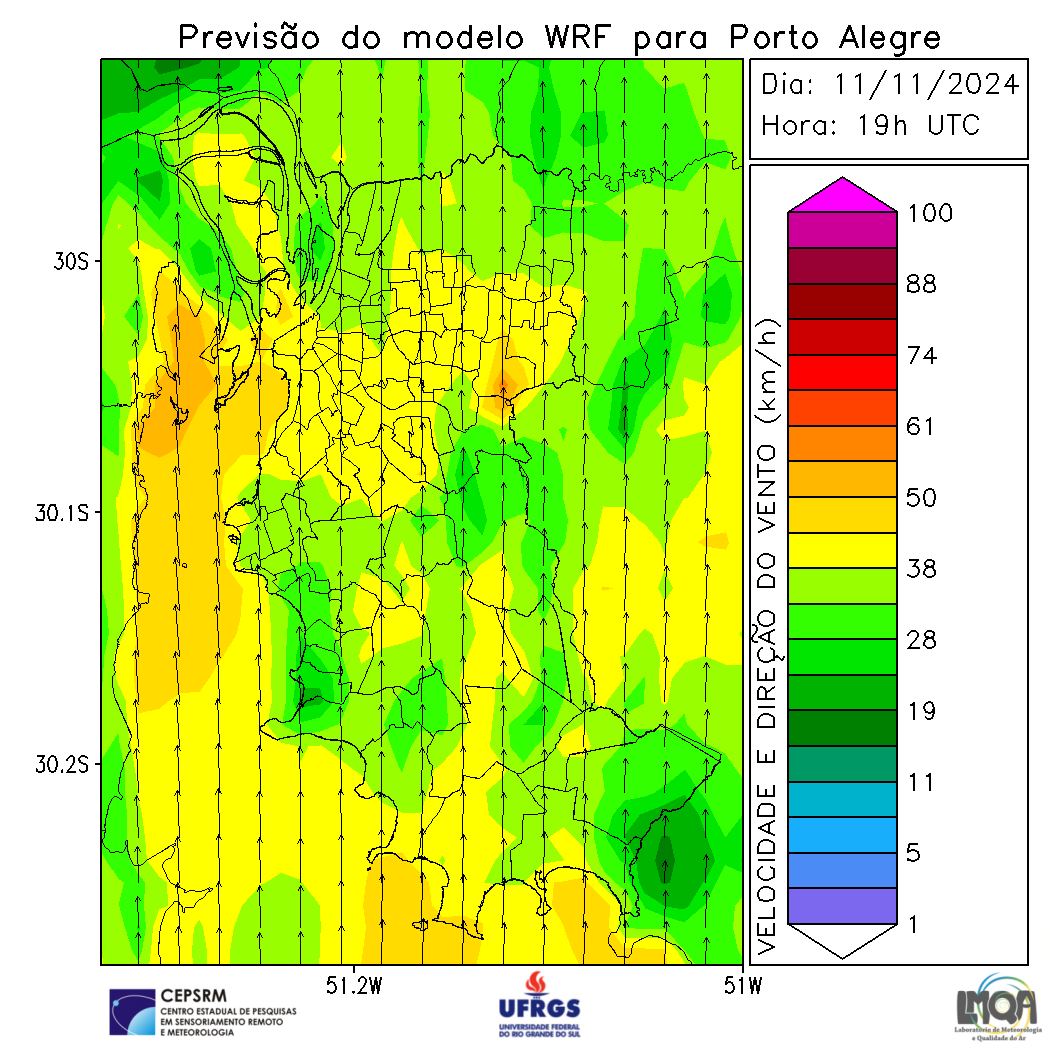 Previsão do modelo WRF para Porto Alegre
Dia: 11/11/2024
Hora: 19h UTC
30S
30.1S
30.2S
51.2W
51W
VELOCIDADE E DIREÇÃO DO VENTO (km/h)
100
88
74
61
50
38
28
19
11
5
1
CEPSRM
CENTRO ESTADUAL DE PESQUISAS
EM SENSORIAMENTO REMOTO
E METEOROLOGIA
UFRGS
UNIVERSIDADE FEDERAL
DO RIO GRANDE DO SUL
LMQA
Laboratório de Meteorologia
e Qualidade do Ar